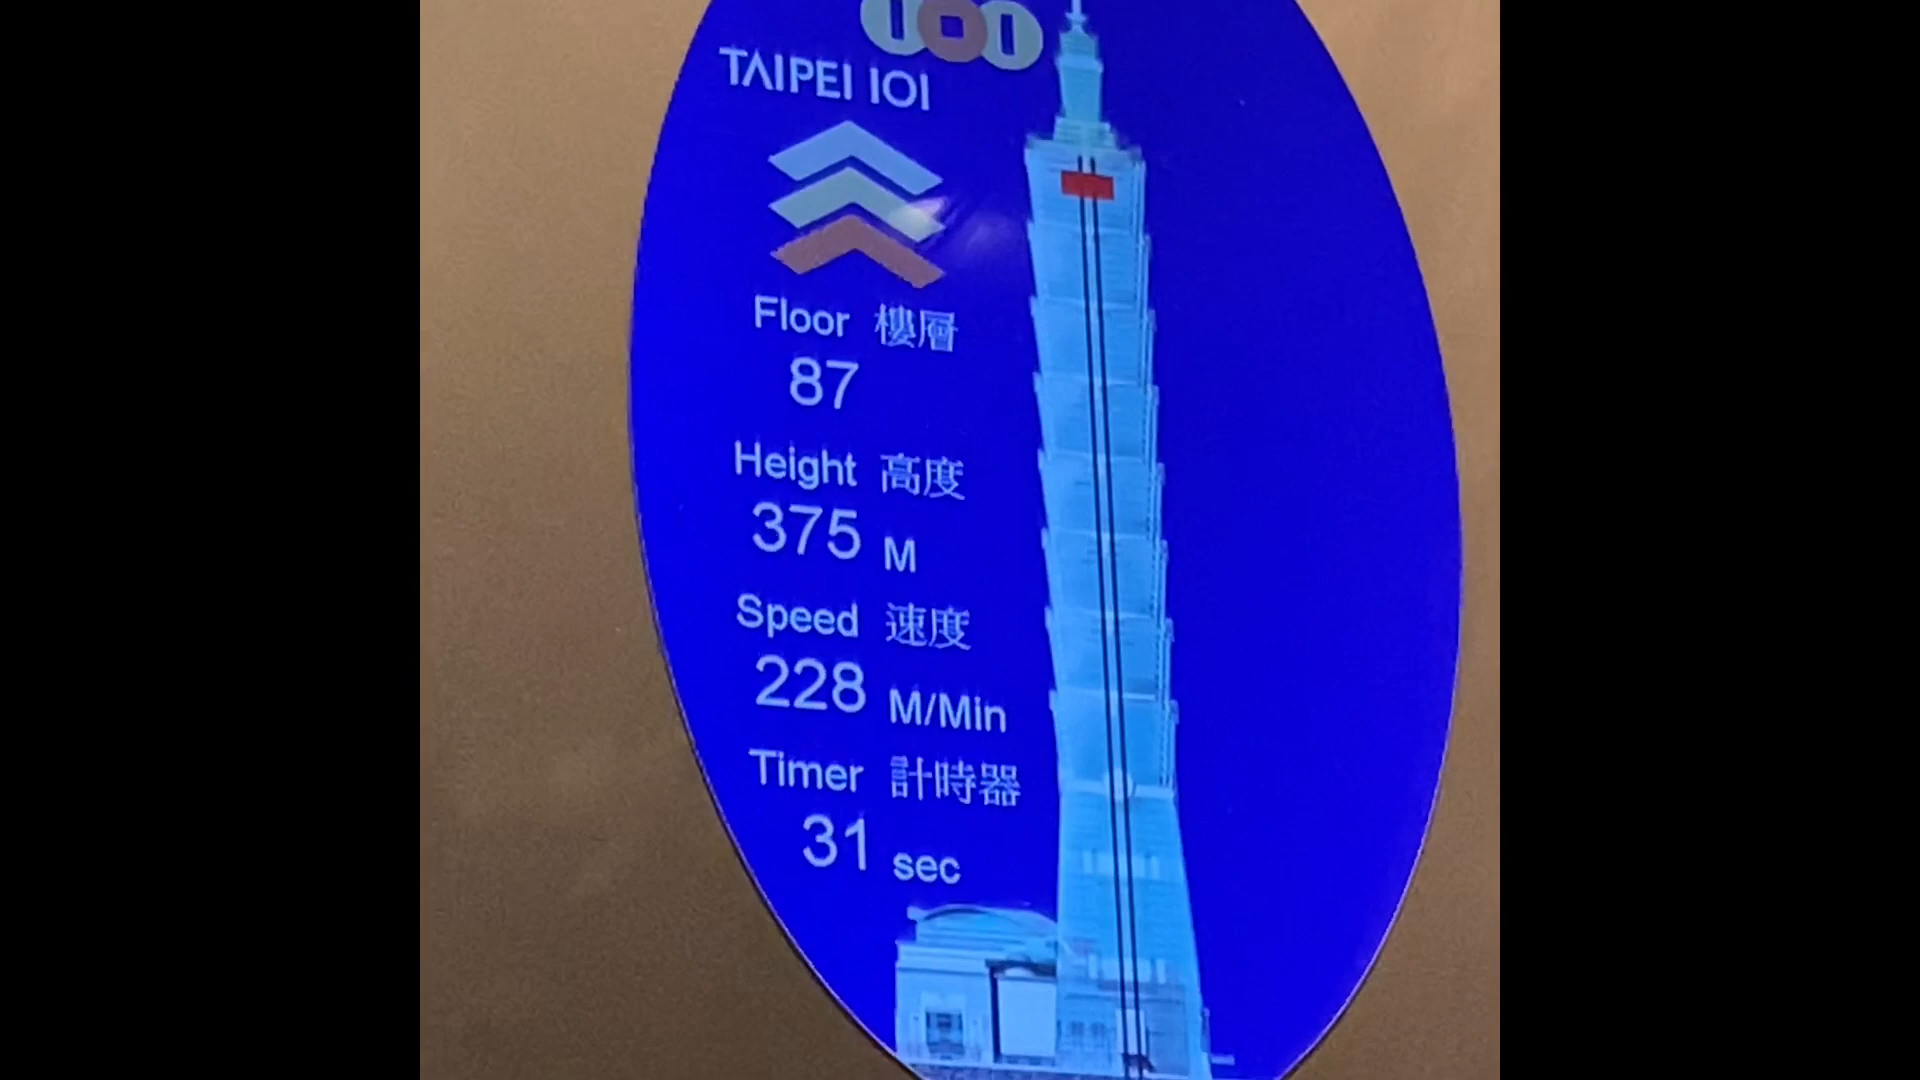 TAIPEI 101
Floor 樓層
87
Height 高度
375 M
Speed 速度
228 M/Min
Timer 計時器
31 sec